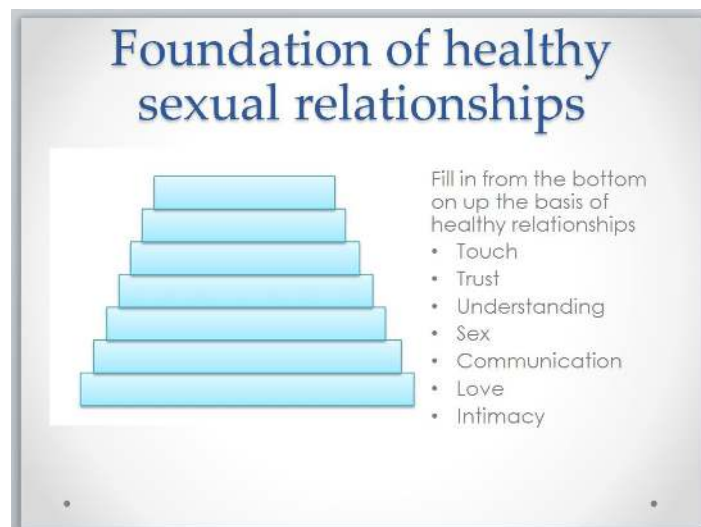 Foundation of healthy
sexual relationships
Fill in from the bottom
on up the basis of
healthy relationships
• Touch
• Trust
• Understanding
• Sex
• Communication
• Love
• Intimacy